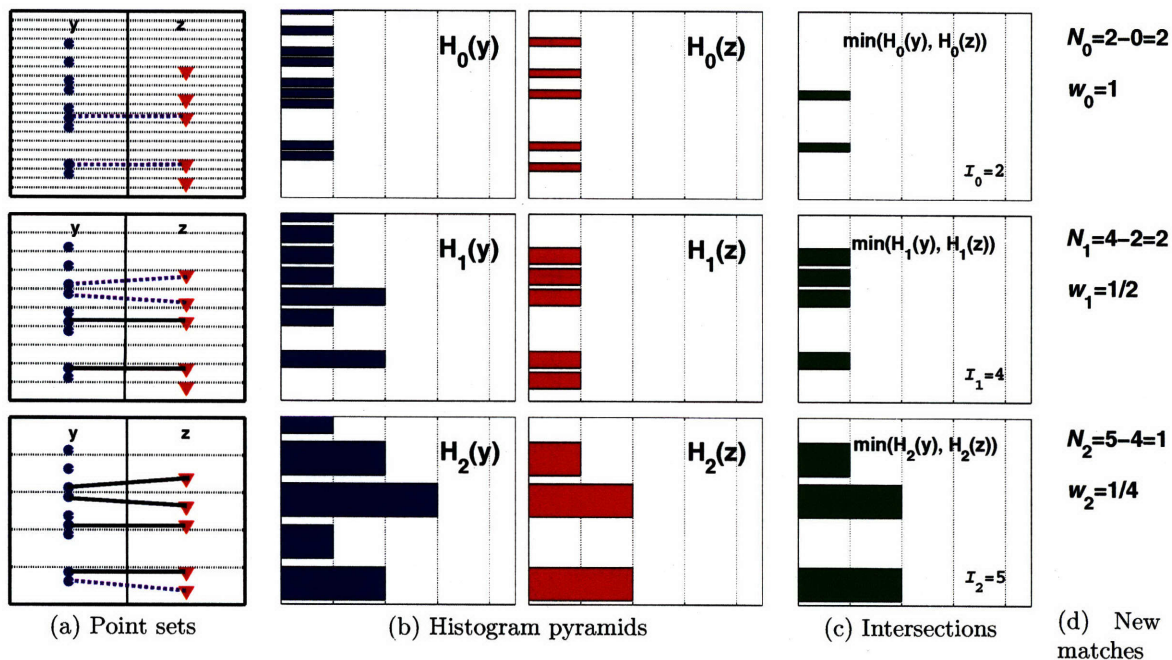 y z
H0(y)
H0(z)
min(H0(y), H0(z))
I0=2
N0=2−0=2
w0=1
y z
H1(y)
H1(z)
min(H1(y), H1(z))
I1=4
N1=4−2=2
w1=1/2
y z
H2(y)
H2(z)
min(H2(y), H2(z))
I2=5
N2=5−4=1
w2=1/4
(a) Point sets
(b) Histogram pyramids
(c) Intersections
(d) New
matches